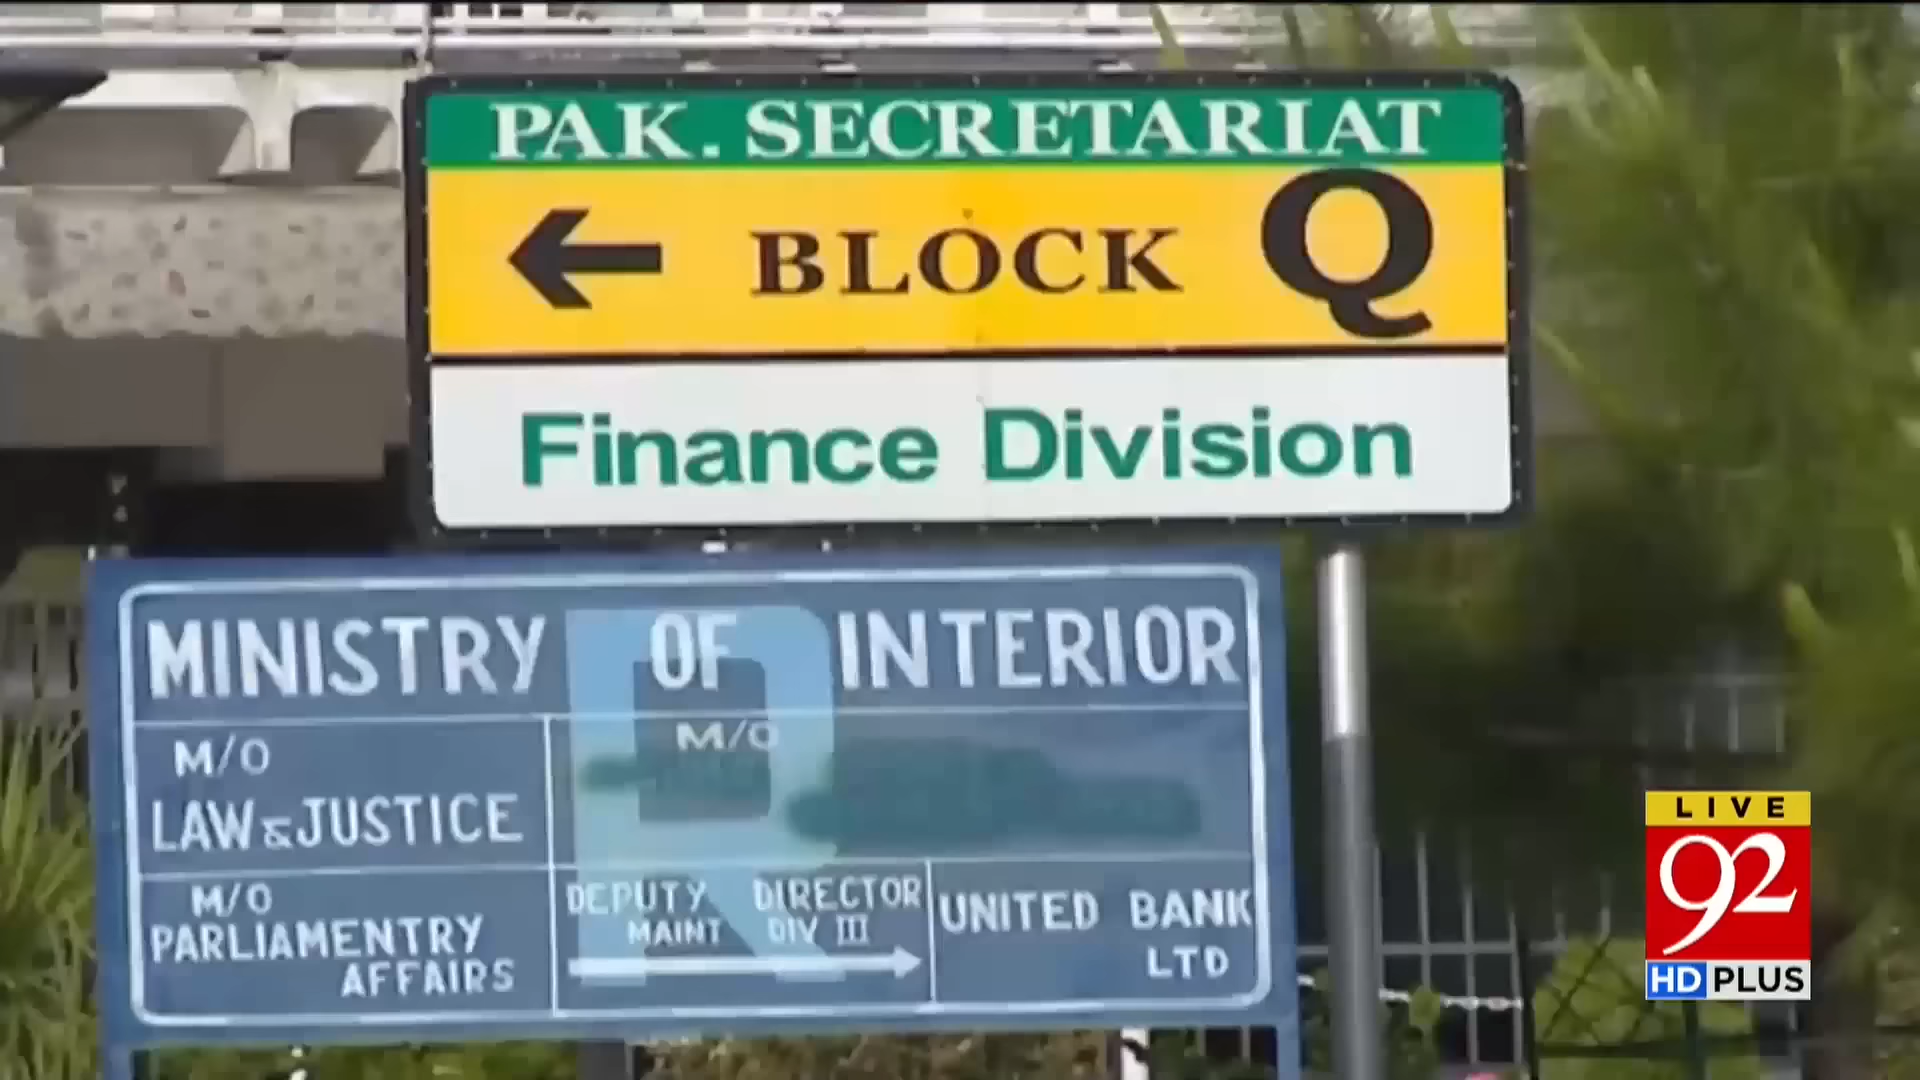 PAK. SECRETARIAT
BLOCK Q
Finance Division
MINISTRY OF INTERIOR
M/O
LAW & JUSTICE
M/O
M/O
PARLIAMENTRY
AFFAIRS
DEPUTY DIRECTOR
MAINT DIV III
UNITED BANK
LTD
R
LIVE
92
HD PLUS